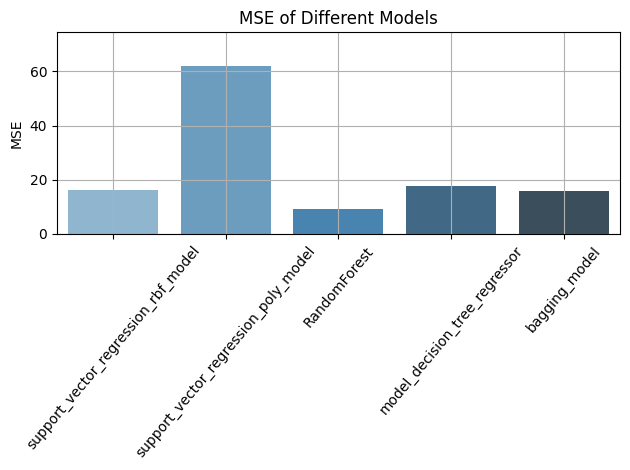 MSE of Different Models
60
40
20
0
MSE
support_vector_regression_rbf_model
support_vector_regression_poly_model
RandomForest
model_decision_tree_regressor
bagging_model